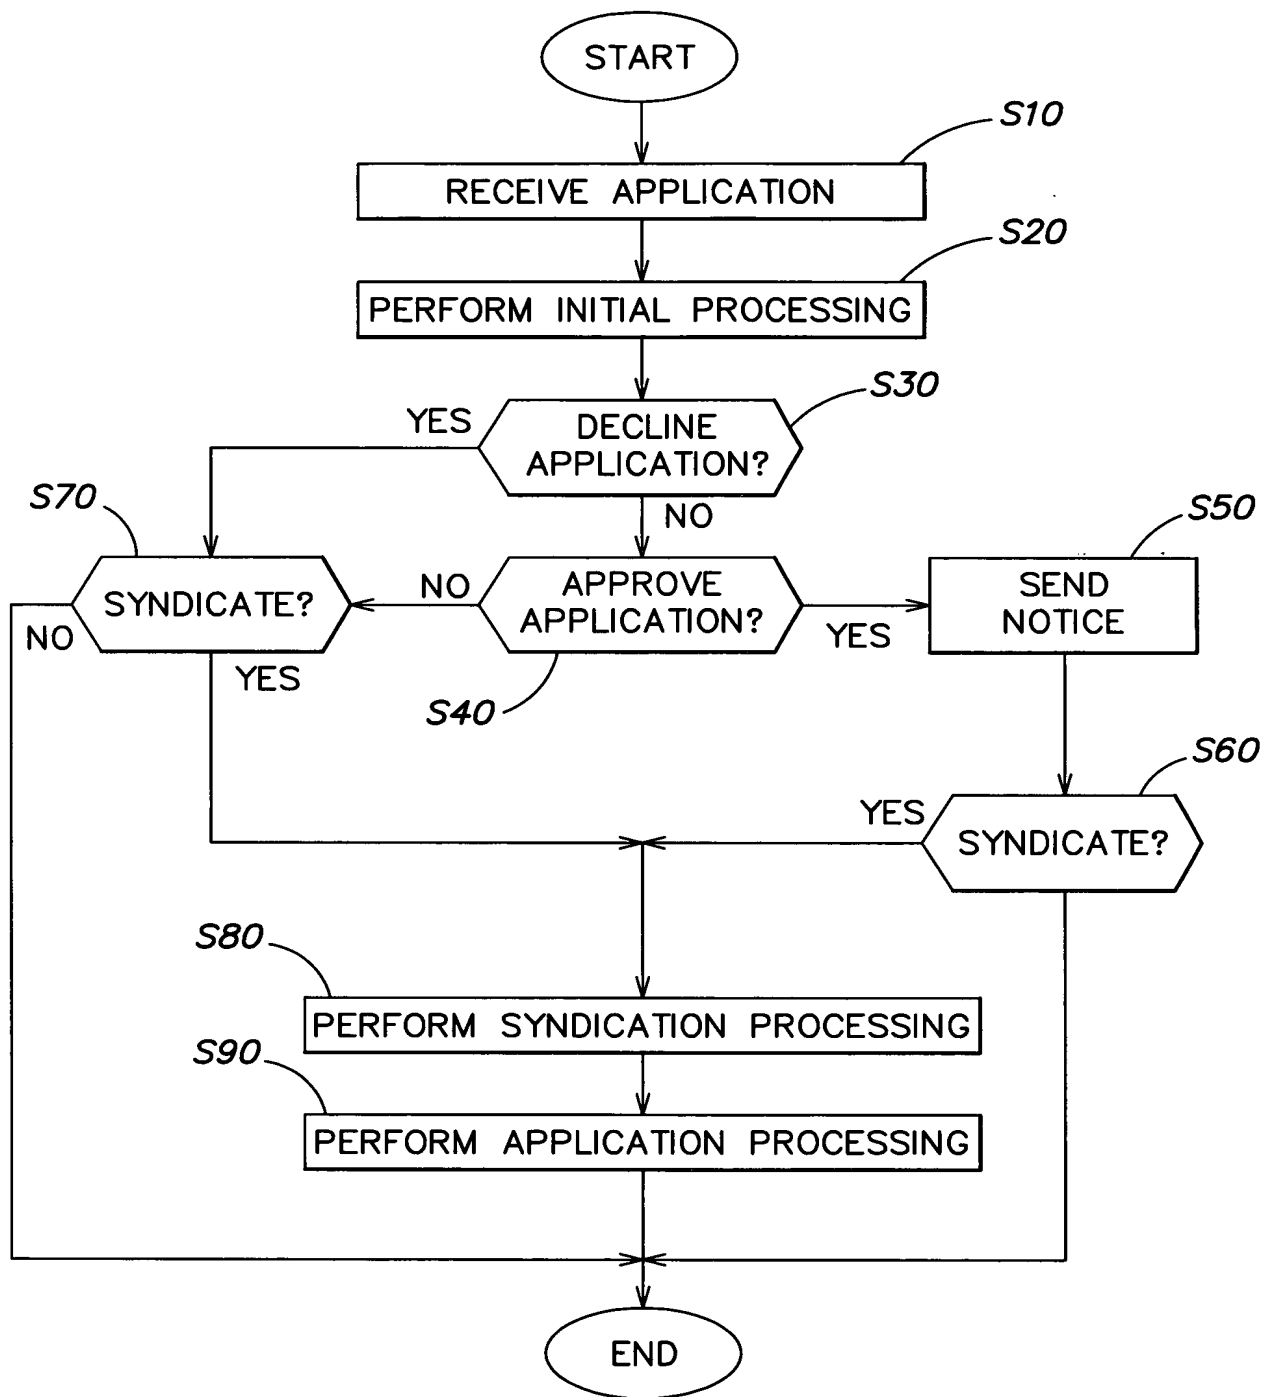 START
S10
RECEIVE APPLICATION
S20
PERFORM INITIAL PROCESSING
S30
YES
DECLINE
APPLICATION?
NO
S70
S50
SYNDICATE?
NO
NO
APPROVE
APPLICATION?
YES
SEND
NOTICE
YES
S40
S60
YES
SYNDICATE?
S80
PERFORM SYNDICATION PROCESSING
S90
PERFORM APPLICATION PROCESSING
END